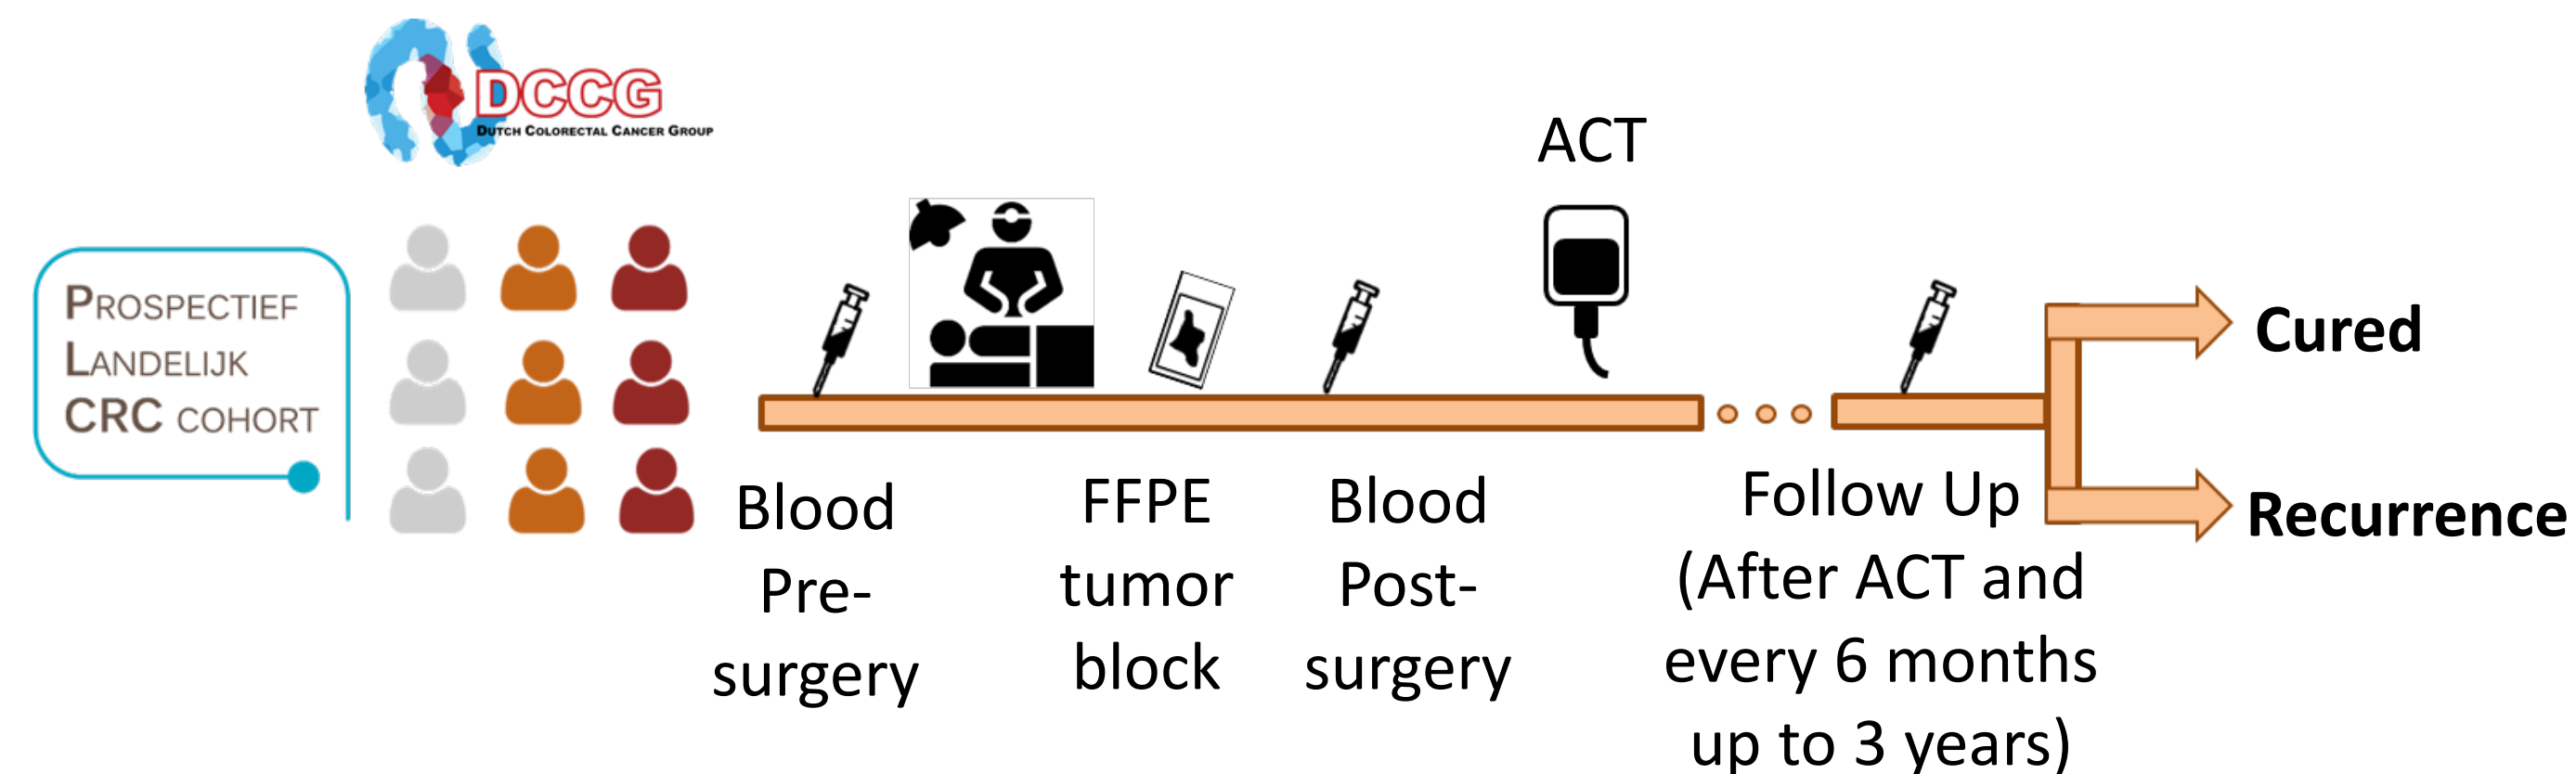 DCCG
DUTCH COLORECTAL CANCER GROUP
PROSPECTIEF
LANDELIJK
CRC COHORT
ACT
Blood
Pre-
surgery
FFPE
tumor
block
Blood
Post-
surgery
Follow Up
(After ACT and
every 6 months
up to 3 years)
Cured
Recurrence